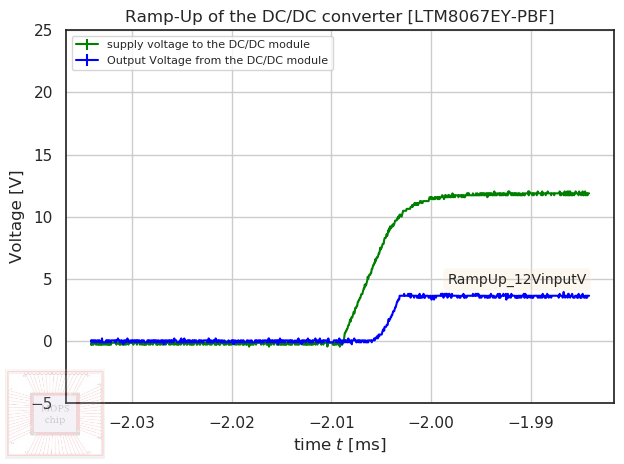 Ramp-Up of the DC/DC converter [LTM8067EY-PBF]
25
supply voltage to the DC/DC module
Output Voltage from the DC/DC module
20
15
10
5
0
−5
Voltage [V]
RampUp_12VinputV
MOPS
chip
−2.03
−2.02
−2.01
−2.00
−1.99
time t [ms]